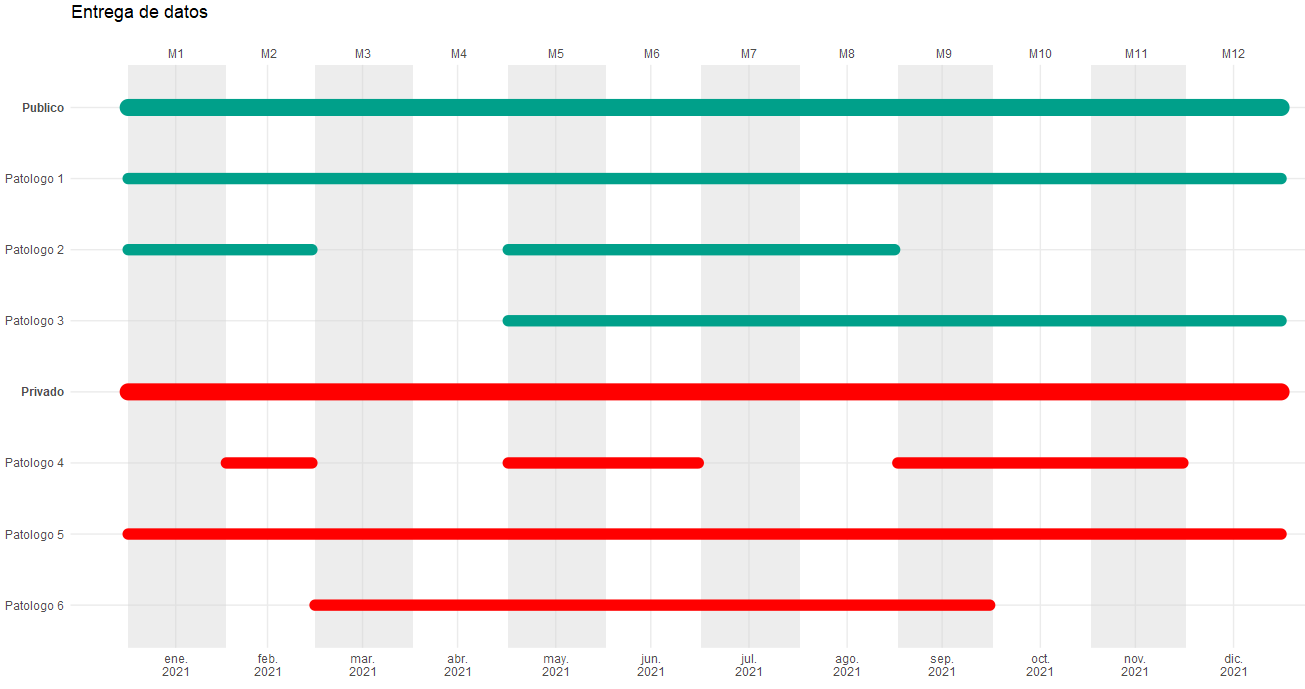 Entrega de datos
M1 M2 M3 M4 M5 M6 M7 M8 M9 M10 M11 M12
Publico
Patologo 1
Patologo 2
Patologo 3
Privado
Patologo 4
Patologo 5
Patologo 6
ene. feb. mar. abr. may. jun. jul. ago. sep. oct. nov. dic.
2021 2021 2021 2021 2021 2021 2021 2021 2021 2021 2021 2021